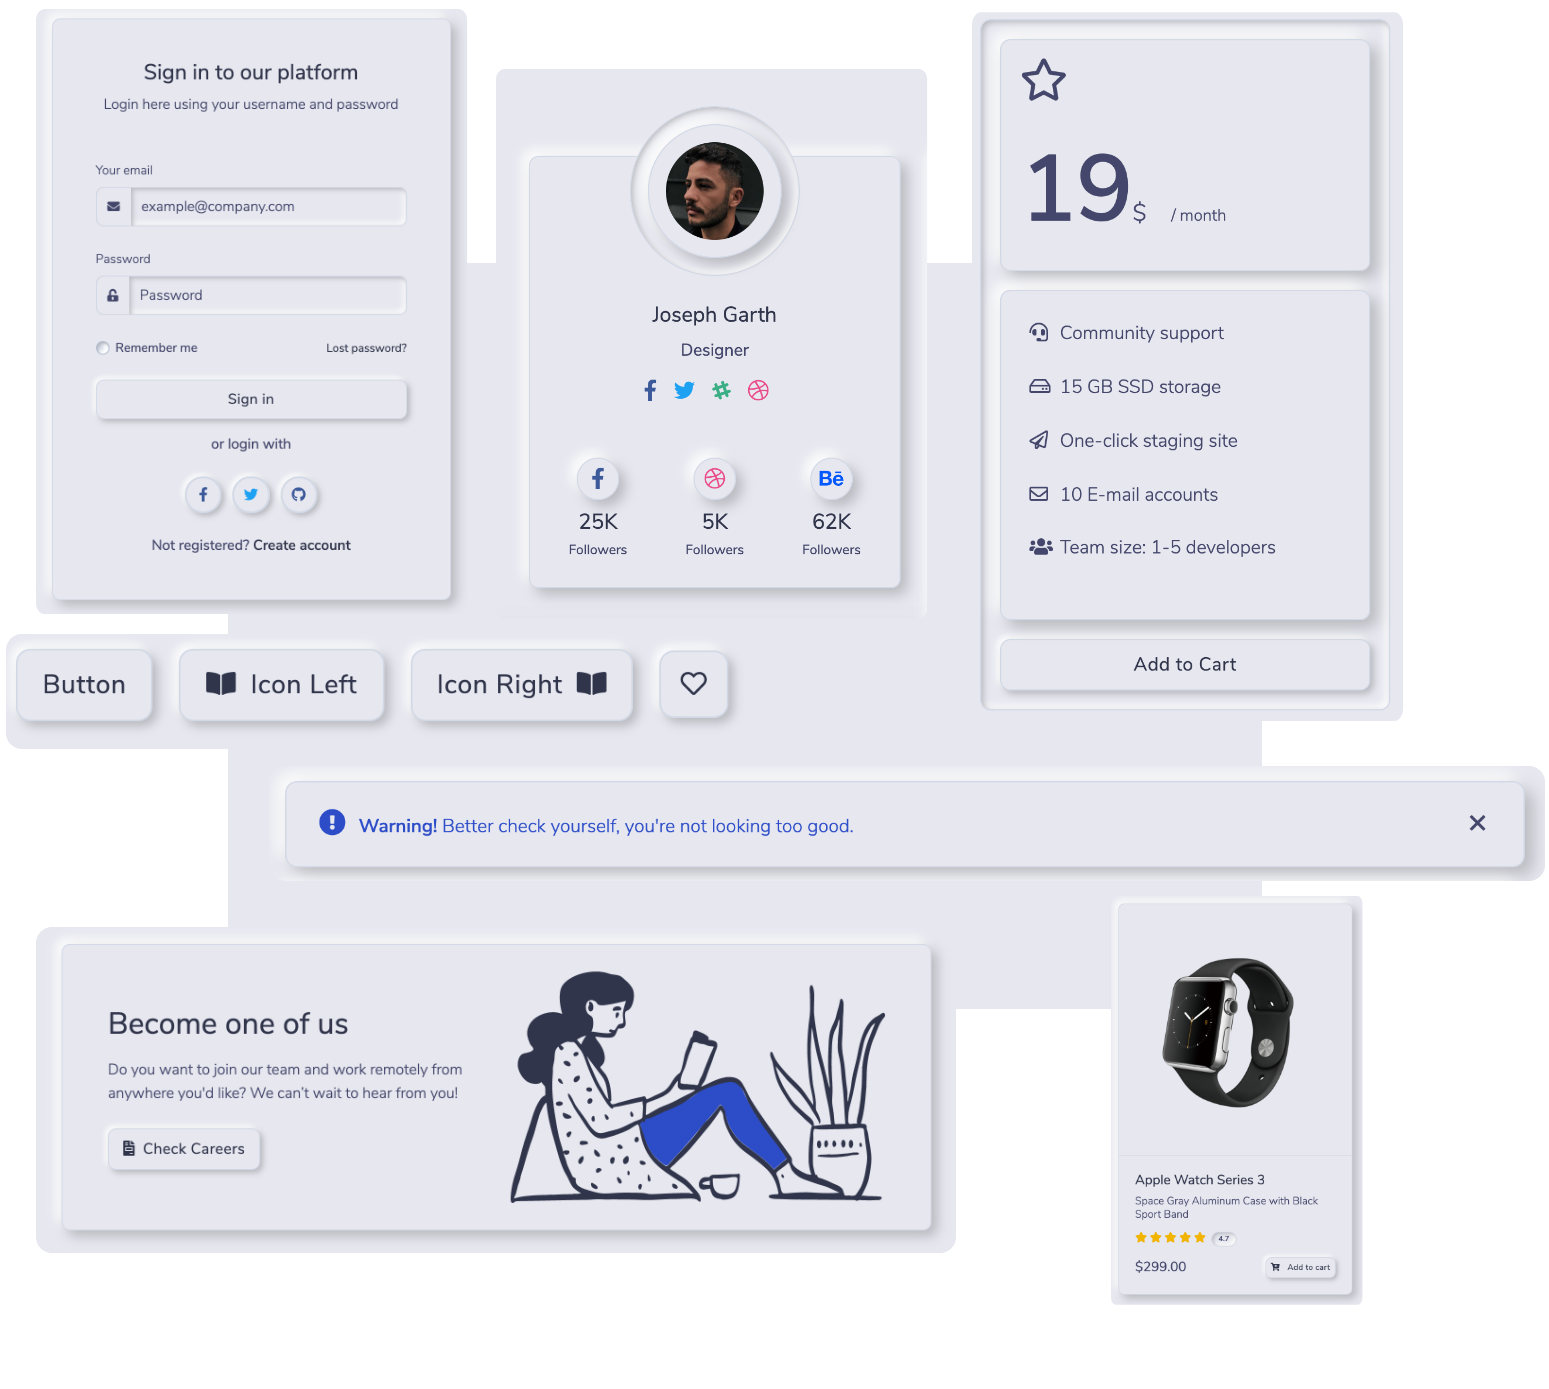 Sign in to our platform
Login here using your username and password
Your email
example@company.com
Password
Password
Remember me
Lost password?
Sign in
or login with
Not registered? Create account
Joseph Garth
Designer
25K
Followers
5K
Followers
Bē
62K
Followers
19$ / month
Community support
15 GB SSD storage
One-click staging site
10 E-mail accounts
Team size: 1-5 developers
Add to Cart
Button
Icon Left
Icon Right
Warning! Better check yourself, you're not looking too good.
Become one of us
Do you want to join our team and work remotely from
anywhere you'd like? We can't wait to hear from you!
Check Careers
Apple Watch Series 3
Space Gray Aluminum Case with Black
Sport Band
4.7
$299.00
Add to cart